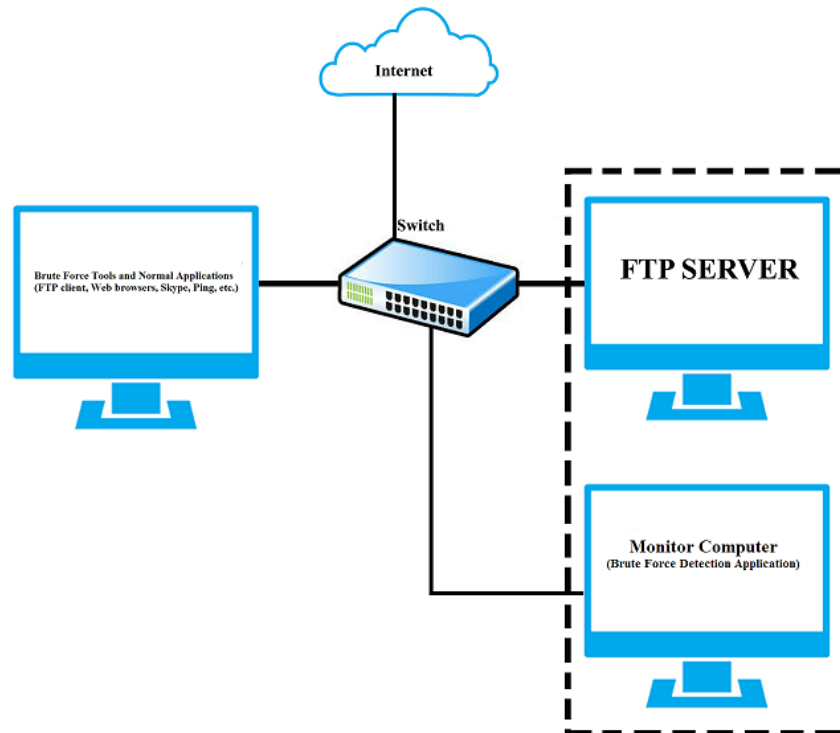 Internet
Switch
Brute Force Tools and Normal Applications
(FTP client, Web browsers, Skype, Ping, etc.)
FTP SERVER
Monitor Computer
(Brute Force Detection Application)